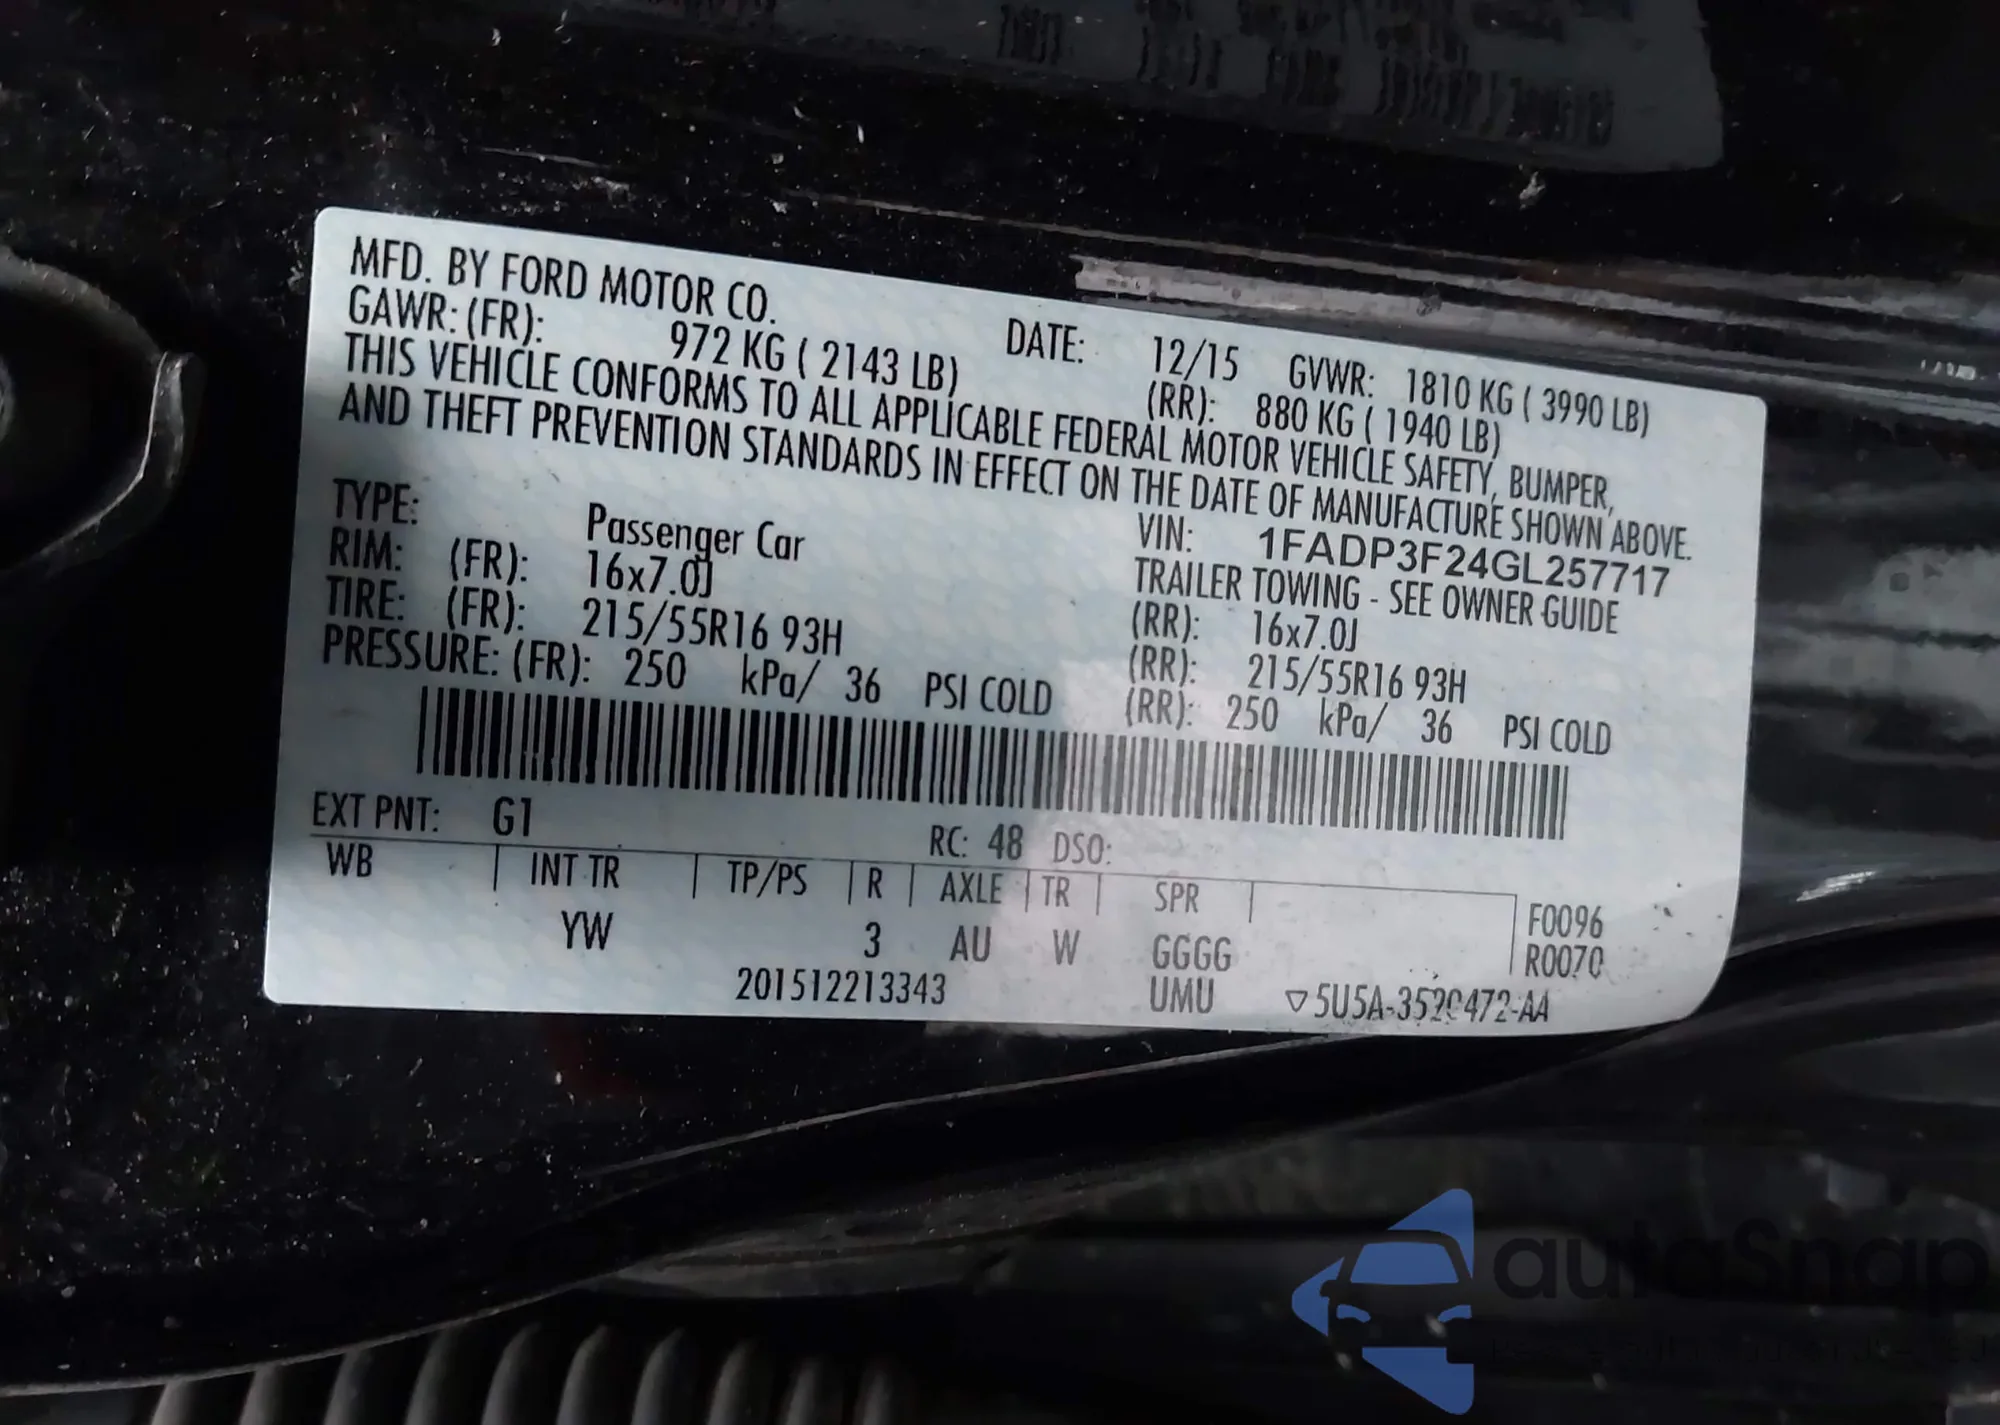 MFD. BY FORD MOTOR CO.
DATE: 12/15 GVWR: 1810 KG ( 3990 LB)
GAWR: (FR): 972 KG ( 2143 LB) (RR): 880 KG ( 1940 LB)
THIS VEHICLE CONFORMS TO ALL APPLICABLE FEDERAL MOTOR VEHICLE SAFETY, BUMPER,
AND THEFT PREVENTION STANDARDS IN EFFECT ON THE DATE OF MANUFACTURE SHOWN ABOVE.
VIN: 1FADP3F24GL257717
TYPE: Passenger Car TRAILER TOWING - SEE OWNER GUIDE
RIM: (FR): 16x7.0J (RR): 16x7.0J
TIRE: (FR): 215/55R16 93H (RR): 215/55R16 93H
PRESSURE: (FR): 250 kPa/ 36 PSI COLD (RR): 250 kPa/ 36 PSI COLD
EXT PNT: G1 RC: 48 DSO:
WB INT TR TP/PS R AXLE TR SPR F0096
YW 3 AU W GGGG R0070
201512213343 UMU ▽5U5A-3520472-AA
autoSnap